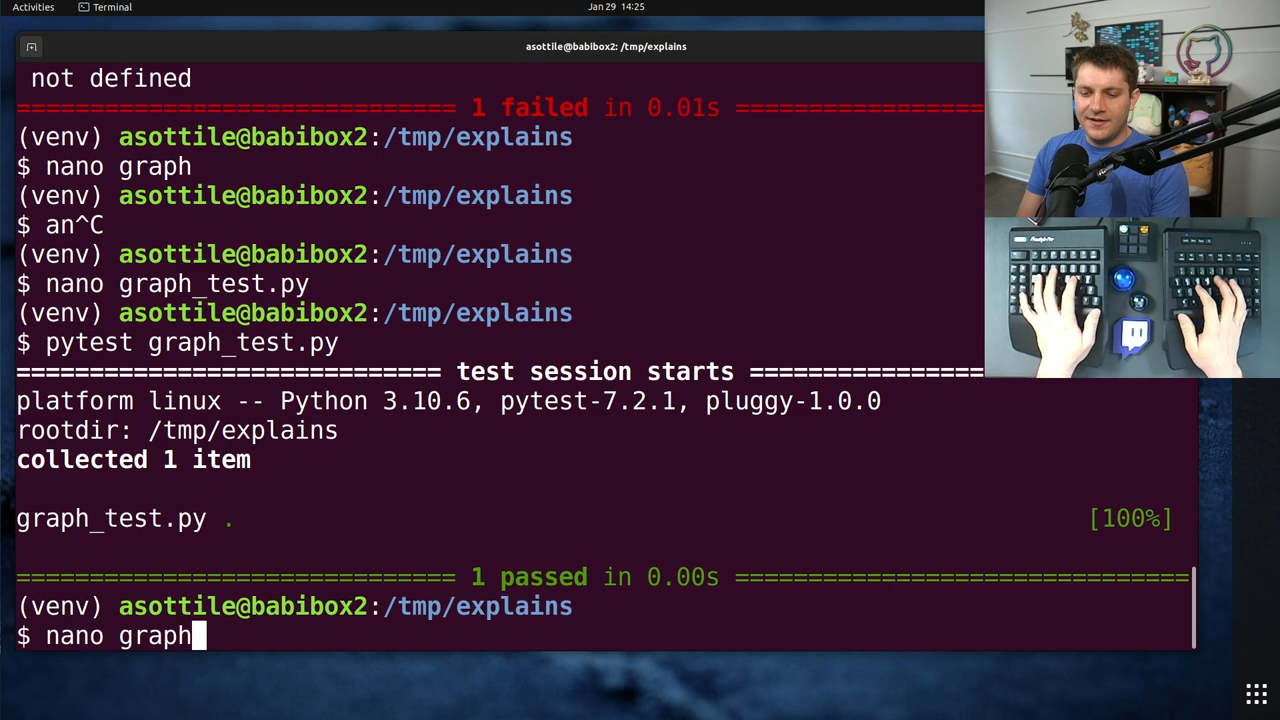 Activities
Terminal
Jan 29 14:25
asottile@babibox2: /tmp/explains
not defined
============================== 1 failed in 0.01s =================
(venv) asottile@babibox2:/tmp/explains
$ nano graph
(venv) asottile@babibox2:/tmp/explains
$ an^C
(venv) asottile@babibox2:/tmp/explains
$ nano graph_test.py
(venv) asottile@babibox2:/tmp/explains
$ pytest graph_test.py
============================= test session starts ================
platform linux -- Python 3.10.6, pytest-7.2.1, pluggy-1.0.0
rootdir: /tmp/explains
collected 1 item
graph_test.py . [100%]
============================== 1 passed in 0.00s ===============================
(venv) asottile@babibox2:/tmp/explains
$ nano graph